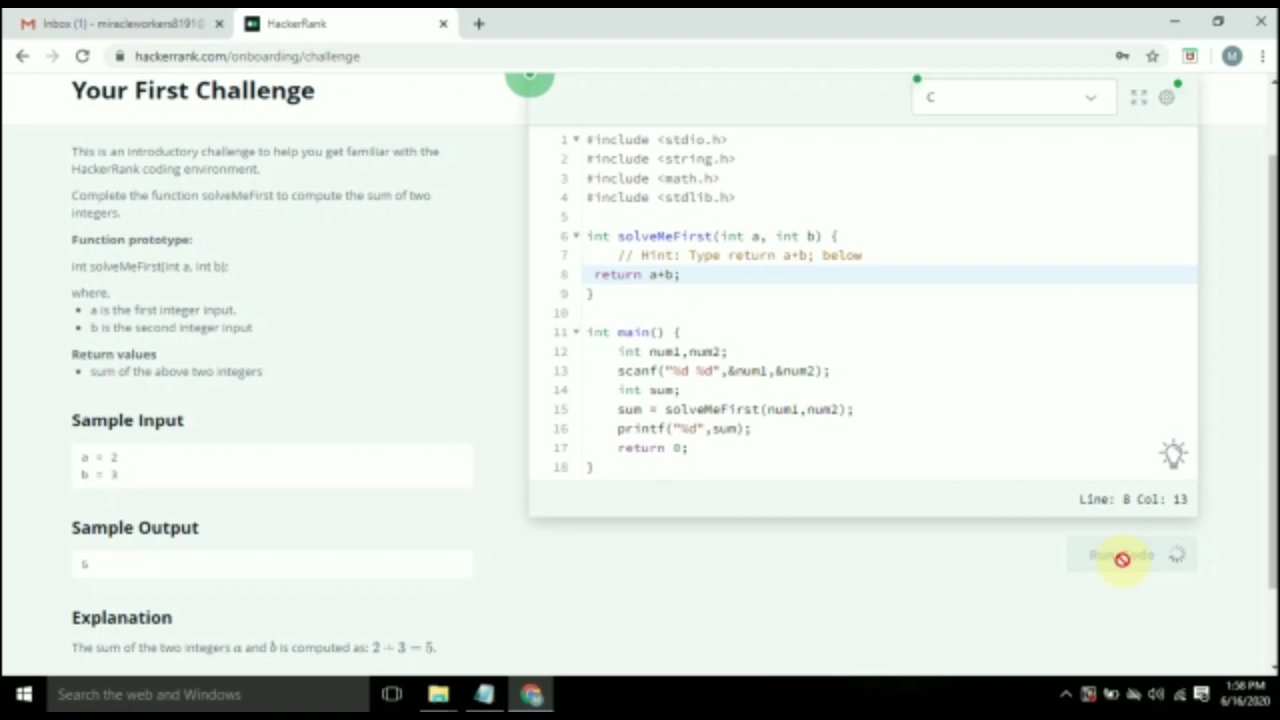 Inbox (1) - miracleworkers8191@
HackerRank
hackerrank.com/onboarding/challenge
M
Your First Challenge
This is an introductory challenge to help you get familiar with the
HackerRank coding environment.
Complete the function solveMeFirst to compute the sum of two
integers.
Function prototype:
int solveMeFirst(int a, int b);
where,
• a is the first integer input.
• b is the second integer input
Return values
• sum of the above two integers
Sample Input
a = 2
b = 3
Sample Output
5
Explanation
The sum of the two integers a and b is computed as: 2 + 3 = 5.
C
1 #include <stdio.h>
2 #include <string.h>
3 #include <math.h>
4 #include <stdlib.h>
5
6 int solveMeFirst(int a, int b) {
7 // Hint: Type return a+b; below
8 return a+b;
9 }
10
11 int main() {
12 int num1,num2;
13 scanf("%d %d",&num1,&num2);
14 int sum;
15 sum = solveMeFirst(num1,num2);
16 printf("%d",sum);
17 return 0;
18 }
Line: 8 Col: 13
Run Code
Search the web and Windows
1:58 PM
6/16/2020